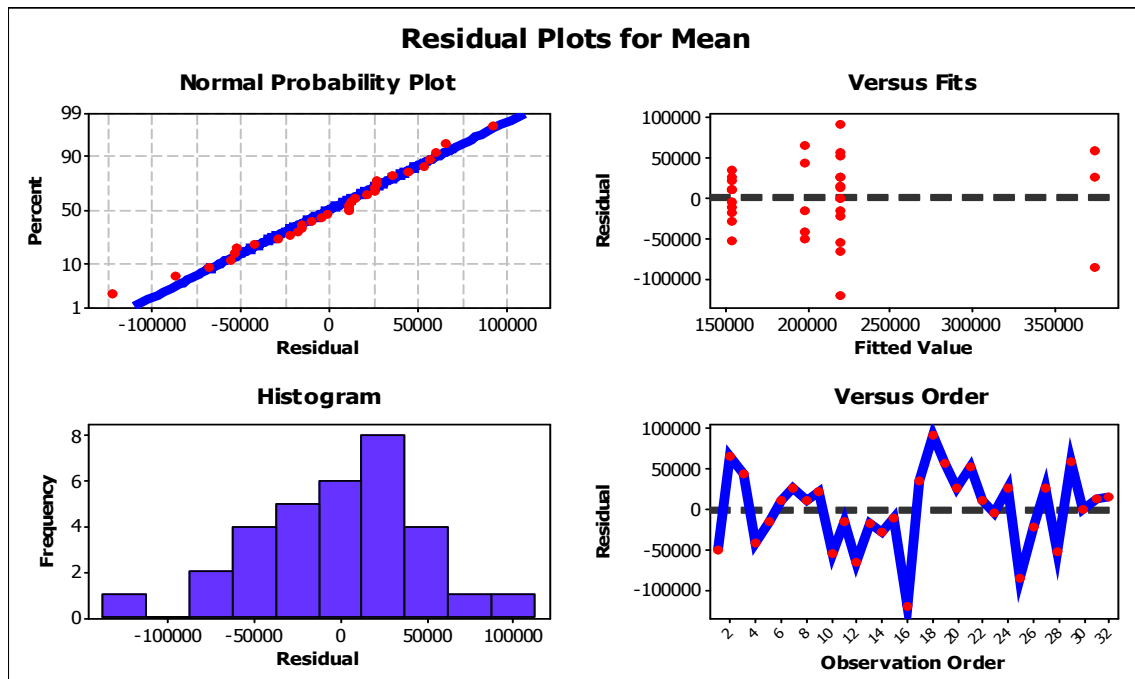 Residual Plots for Mean
Normal Probability Plot
Percent
99
90
50
10
1
-100000 -50000 0 50000 100000
Residual
Versus Fits
Residual
100000
50000
0
-50000
-100000
150000 200000 250000 300000 350000
Fitted Value
Histogram
Frequency
8
6
4
2
0
-100000 -50000 0 50000 100000
Residual
Versus Order
Residual
100000
50000
0
-50000
-100000
2 4 6 8 10 12 14 16 18 20 22 24 26 28 30 32
Observation Order